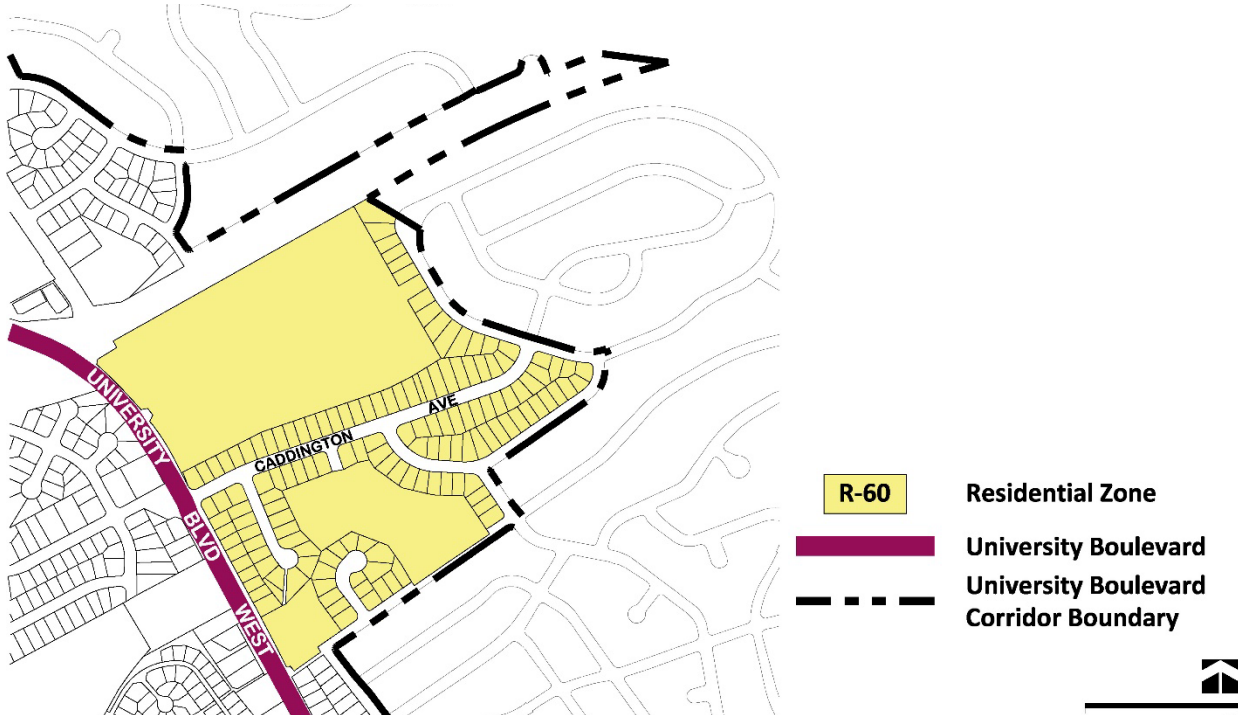 UNIVERSITY
BLVD
WEST
CADDINGTON
AVE
R-60
Residential Zone
University Boulevard
University Boulevard
Corridor Boundary